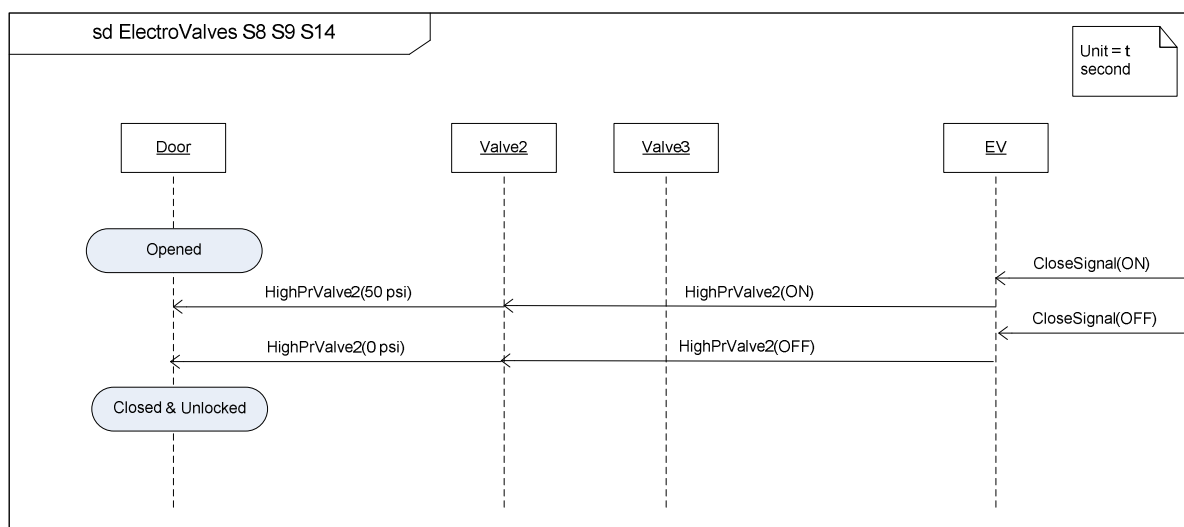 sd ElectroValves S8 S9 S14
Unit = t
second
Door
Valve2
Valve3
EV
Opened
CloseSignal(ON)
HighPrValve2(50 psi)
HighPrValve2(ON)
CloseSignal(OFF)
HighPrValve2(0 psi)
HighPrValve2(OFF)
Closed & Unlocked